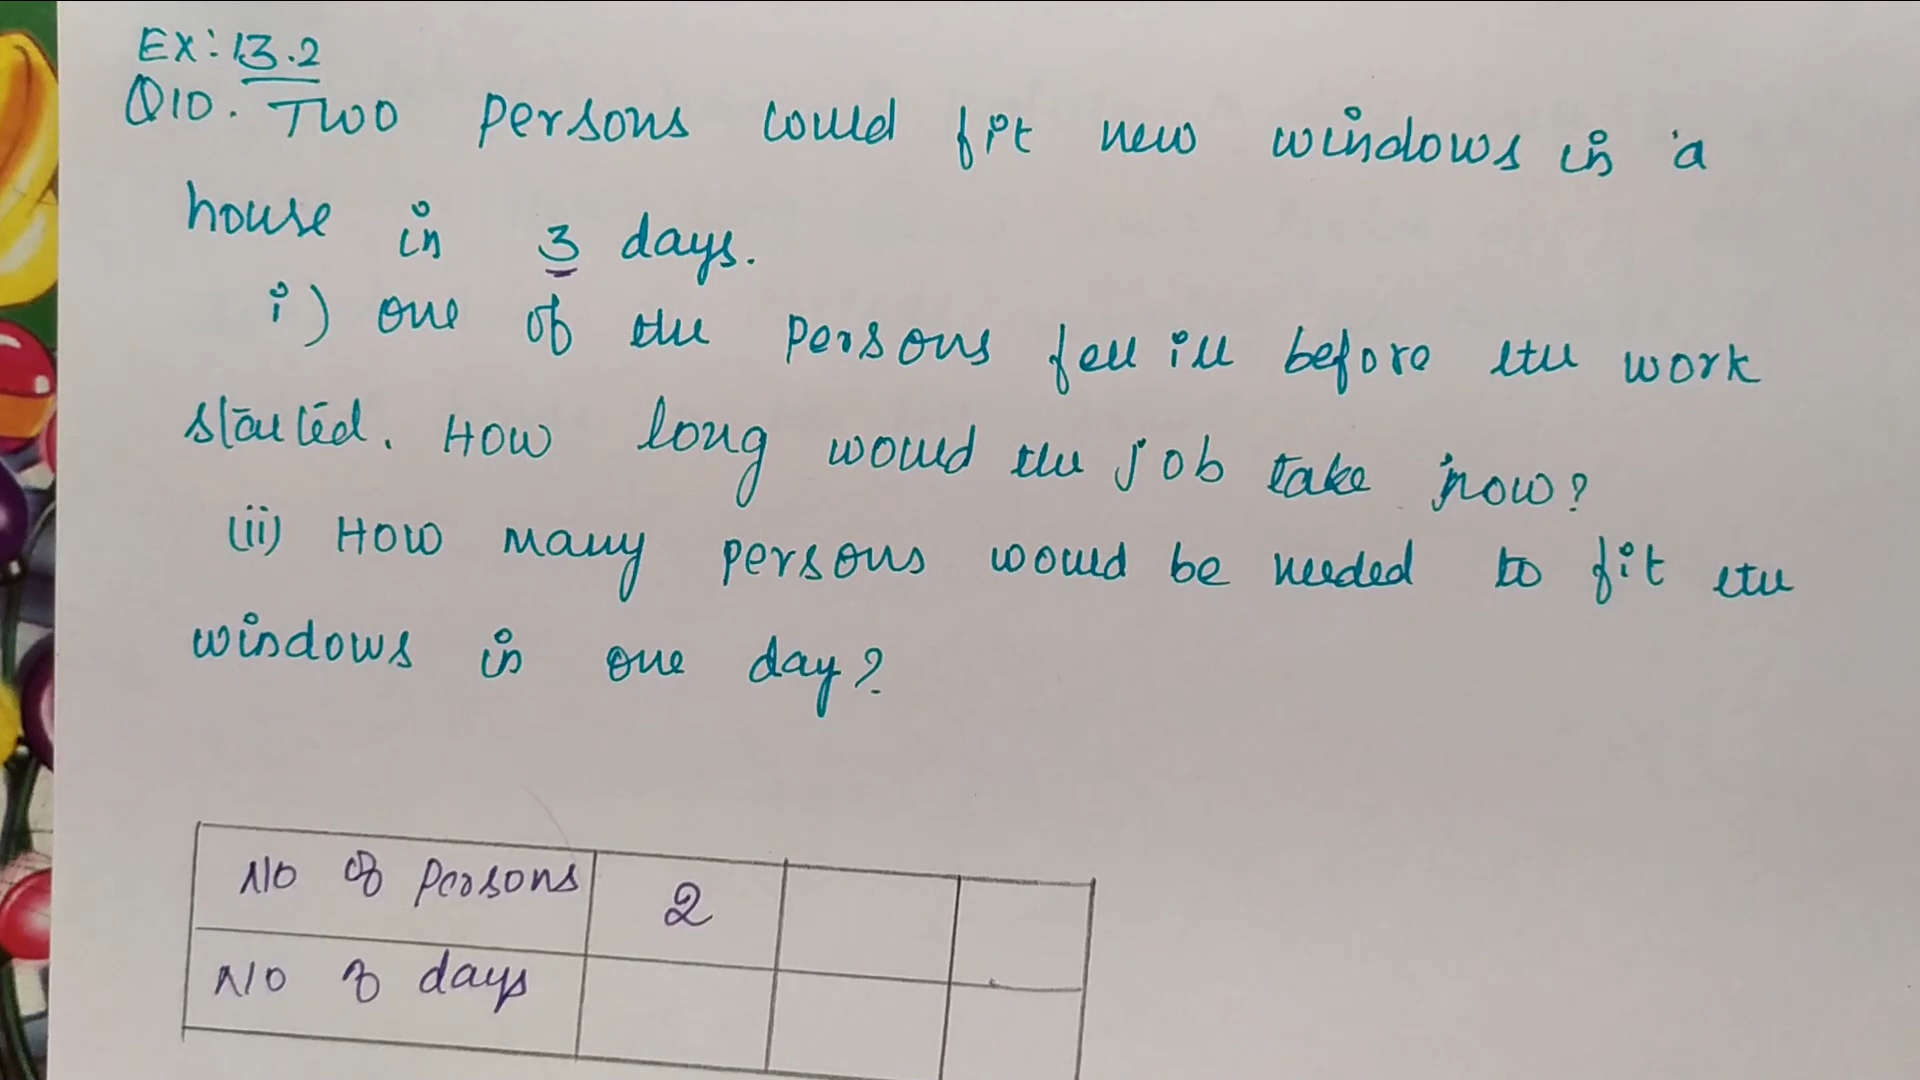 Ex: 13.2
Q10. Two persons could fit new windows in a
house in 3 days.
i) one of the persons fell ill before the work
started. How long would the job take now?
(ii) How many persons would be needed to fit the
windows in one day?
No of persons 2
No of days